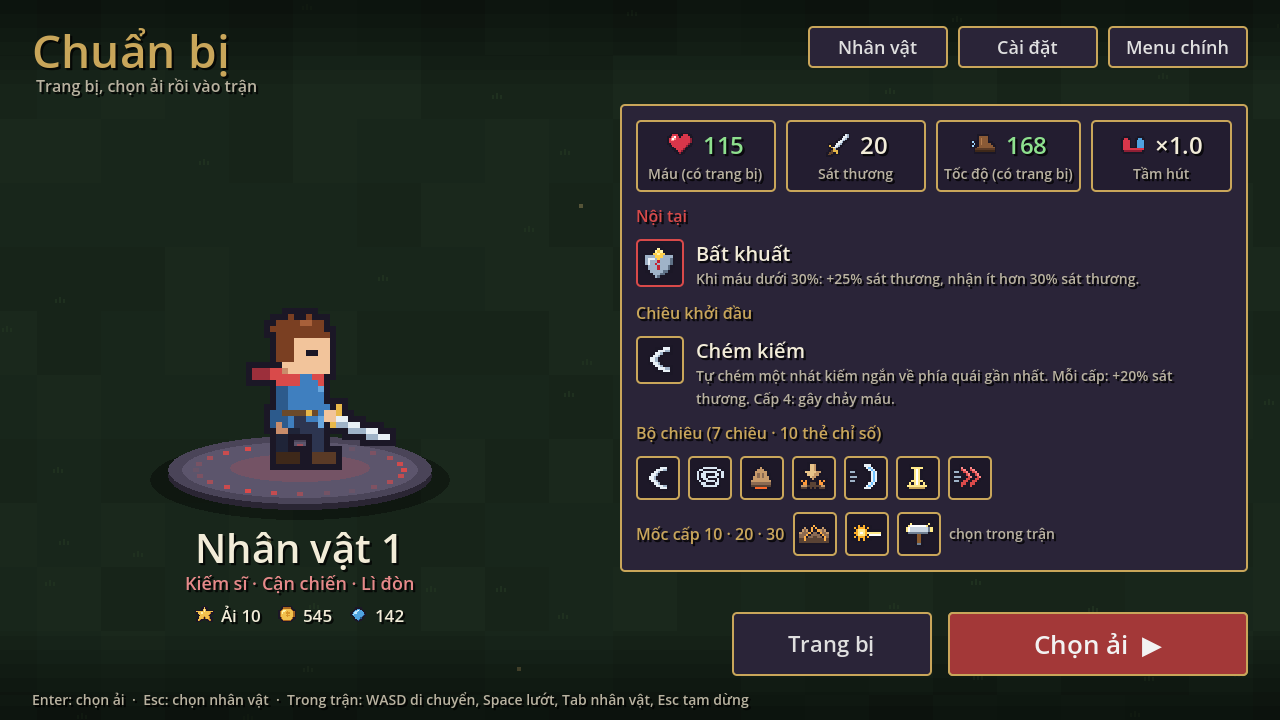 Chuẩn bị
Trang bị, chọn ải rồi vào trận
Nhân vật
Cài đặt
Menu chính
115
Máu (có trang bị)
20
Sát thương
168
Tốc độ (có trang bị)
×1.0
Tầm hút
Nội tại
Bất khuất
Khi máu dưới 30%: +25% sát thương, nhận ít hơn 30% sát thương.
Chiêu khởi đầu
Chém kiếm
Tự chém một nhát kiếm ngắn về phía quái gần nhất. Mỗi cấp: +20% sát
thương. Cấp 4: gây chảy máu.
Bộ chiêu (7 chiêu · 10 thẻ chỉ số)
Mốc cấp 10 · 20 · 30
chọn trong trận
Nhân vật 1
Kiếm sĩ · Cận chiến · Lì đòn
Ải 10 545 142
Trang bị
Chọn ải ▶
Enter: chọn ải · Esc: chọn nhân vật · Trong trận: WASD di chuyển, Space lướt, Tab nhân vật, Esc tạm dừng